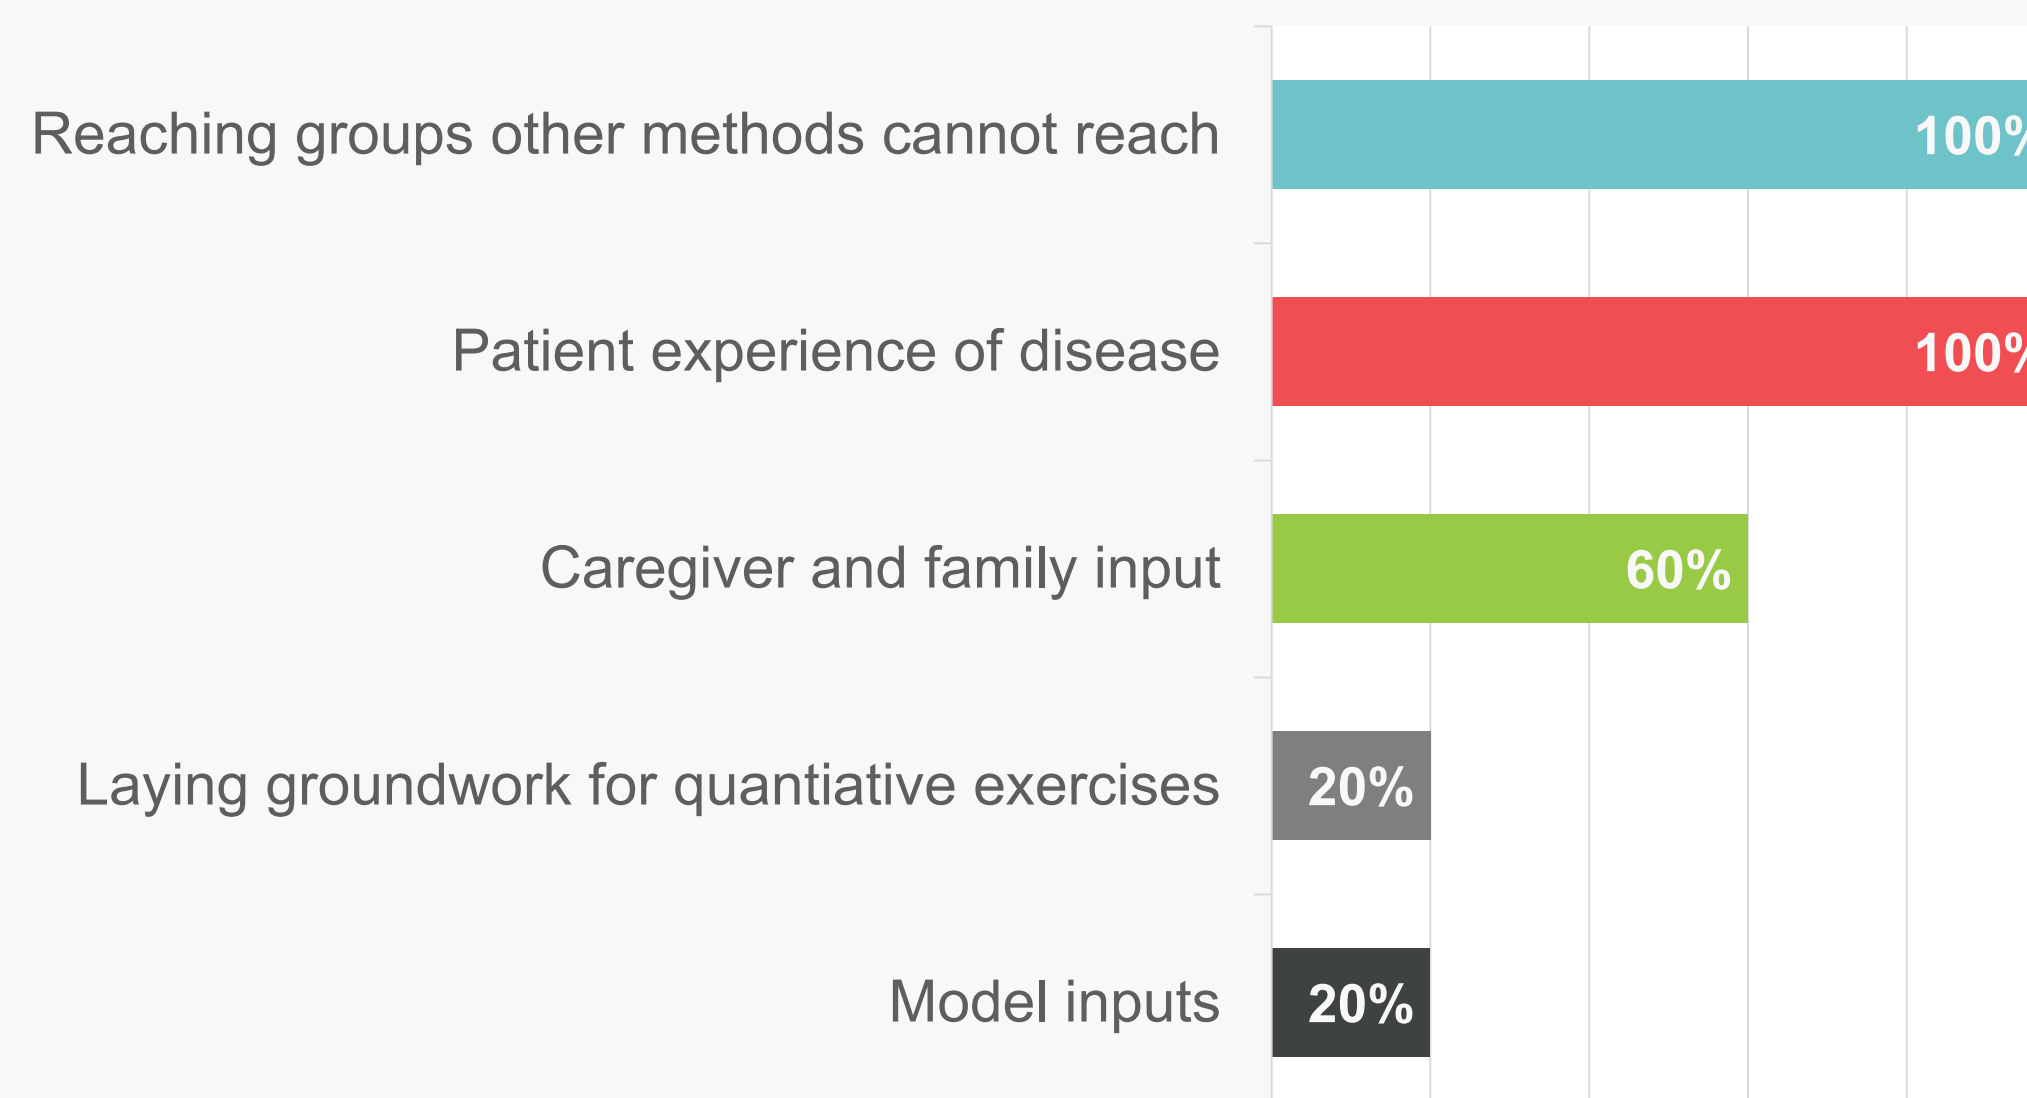 Reaching groups other methods cannot reach 100%
Patient experience of disease 100%
Caregiver and family input 60%
Laying groundwork for quantiative exercises 20%
Model inputs 20%